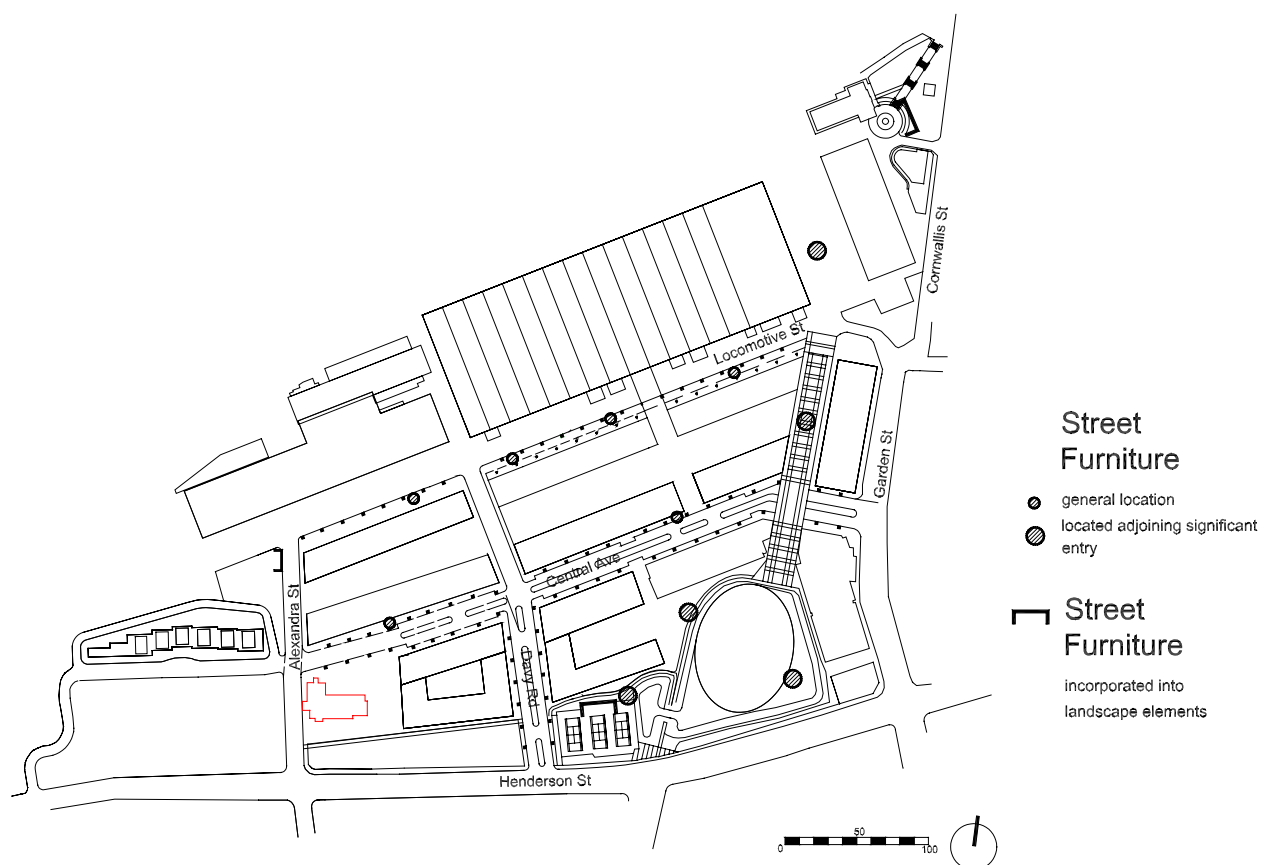 Cornwallis St
Locomotive St
Garden St
Central Ave
Alexandra St
Davy Rd
Henderson St
Street
Furniture
general location
located adjoining significant
entry
Street
Furniture
incorporated into
landscape elements
50
0
100